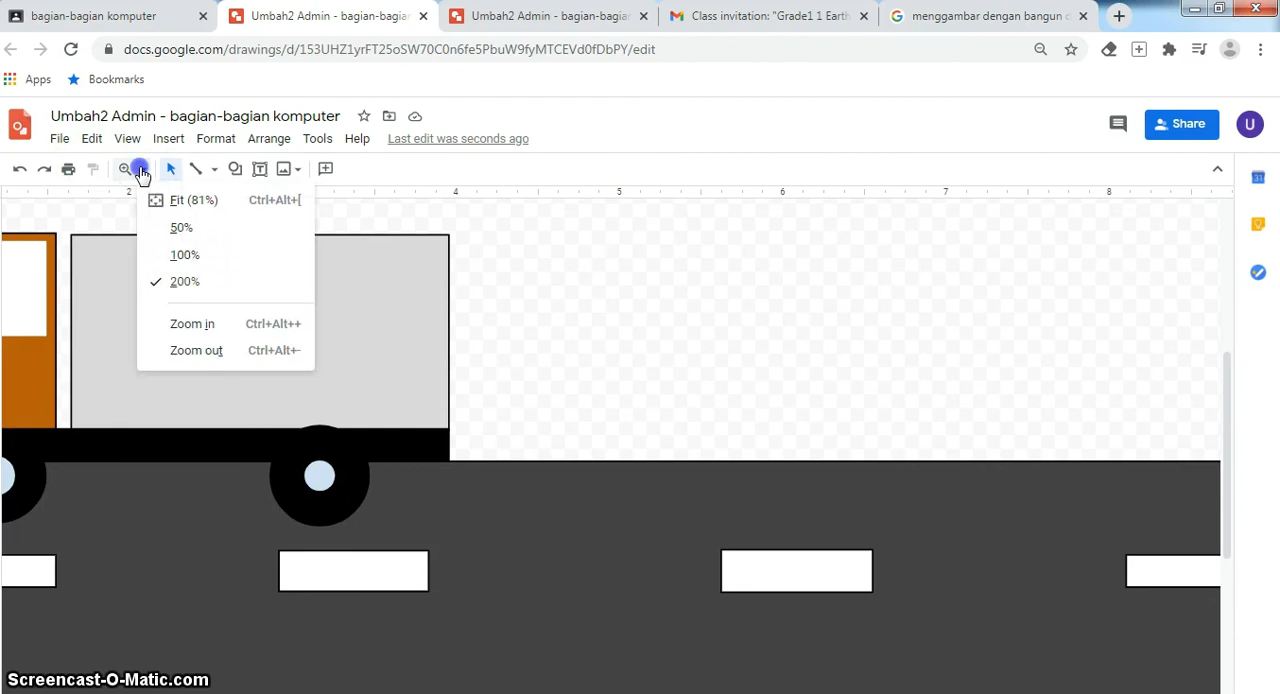 bagian-bagian komputer
Umbah2 Admin - bagian-bagian
Umbah2 Admin - bagian-bagia
Class invitation: "Grade1 1 Earth
menggambar dengan bangun d
docs.google.com/drawings/d/153UHZ1yrFT25oSW70C0n6fe5PbuW9fyMTCEVd0fDbPY/edit
Apps
Bookmarks
Umbah2 Admin - bagian-bagian komputer
File Edit View Insert Format Arrange Tools Help Last edit was seconds ago
Share
U
31
2 4 5 6 7 8
Fit (81%) Ctrl+Alt+[
50%
100%
200%
Zoom in Ctrl+Alt++
Zoom out Ctrl+Alt+-
Screencast-O-Matic.com